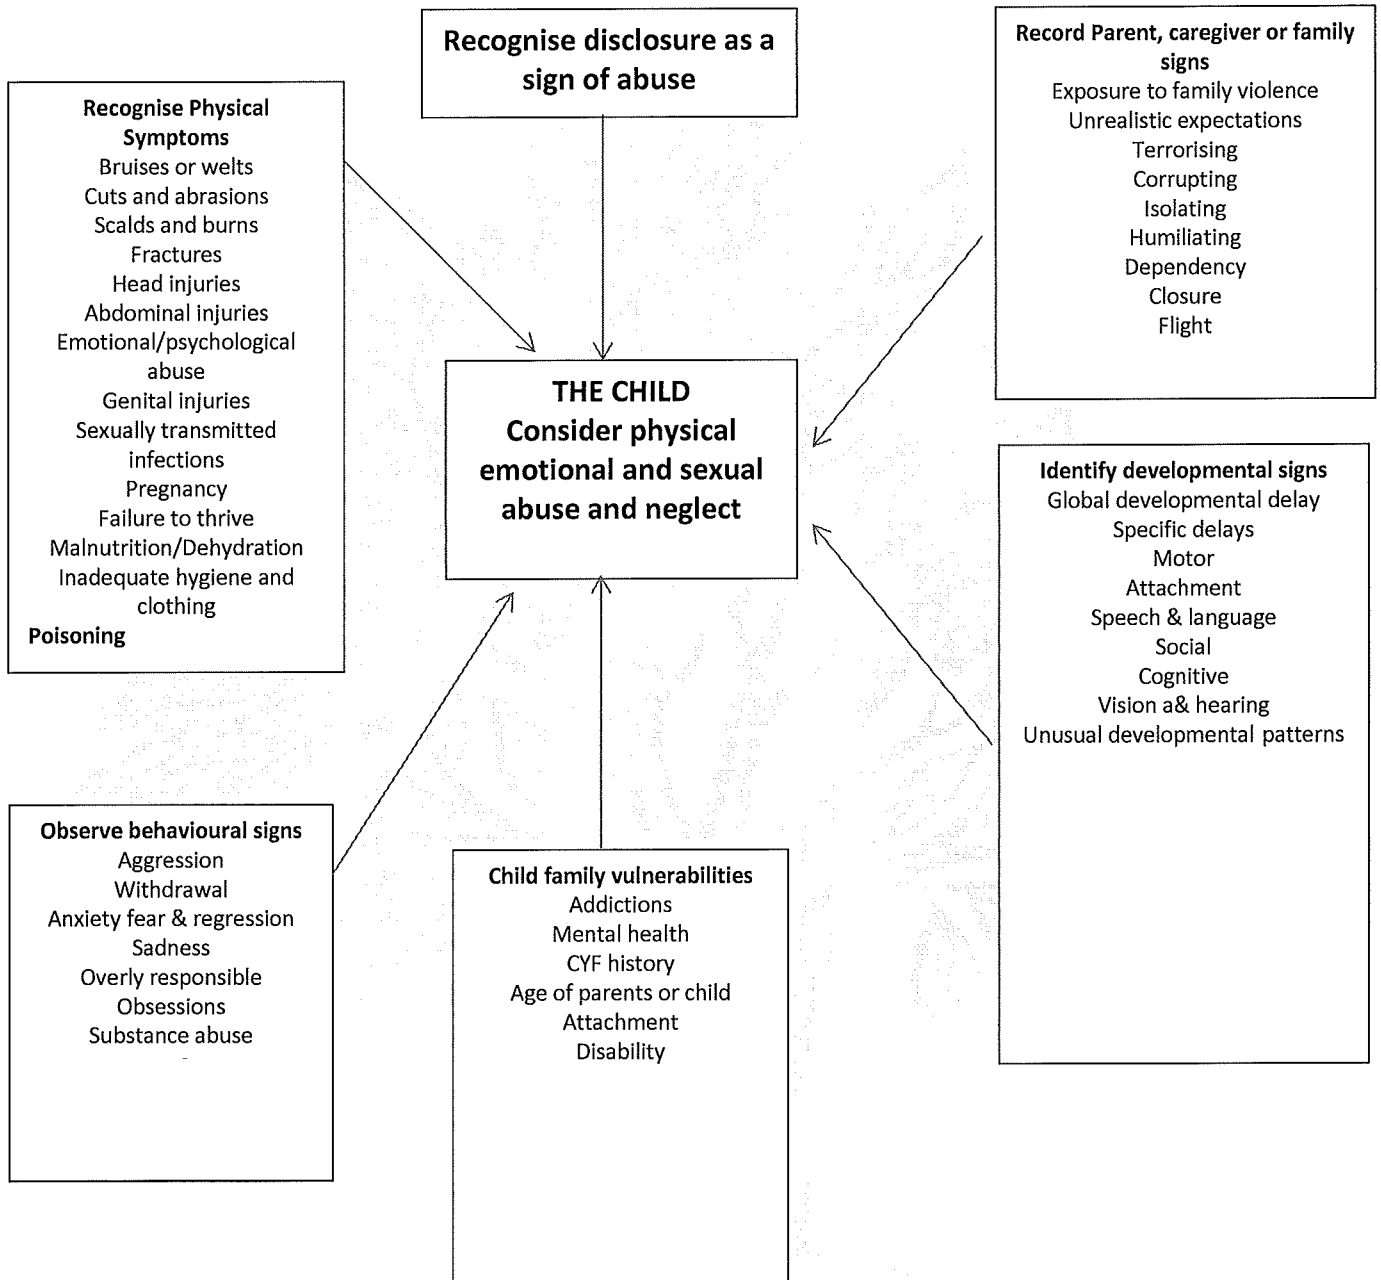 Recognise disclosure as a
sign of abuse
Record Parent, caregiver or family
signs
Exposure to family violence
Unrealistic expectations
Terrorising
Corrupting
Isolating
Humiliating
Dependency
Closure
Flight
Recognise Physical
Symptoms
Bruises or welts
Cuts and abrasions
Scalds and burns
Fractures
Head injuries
Abdominal injuries
Emotional/psychological
abuse
Genital injuries
Sexually transmitted
infections
Pregnancy
Failure to thrive
Malnutrition/Dehydration
Inadequate hygiene and
clothing
Poisoning
THE CHILD
Consider physical
emotional and sexual
abuse and neglect
Identify developmental signs
Global developmental delay
Specific delays
Motor
Attachment
Speech & language
Social
Cognitive
Vision a& hearing
Unusual developmental patterns
Observe behavioural signs
Aggression
Withdrawal
Anxiety fear & regression
Sadness
Overly responsible
Obsessions
Substance abuse
-
Child family vulnerabilities
Addictions
Mental health
CYF history
Age of parents or child
Attachment
Disability